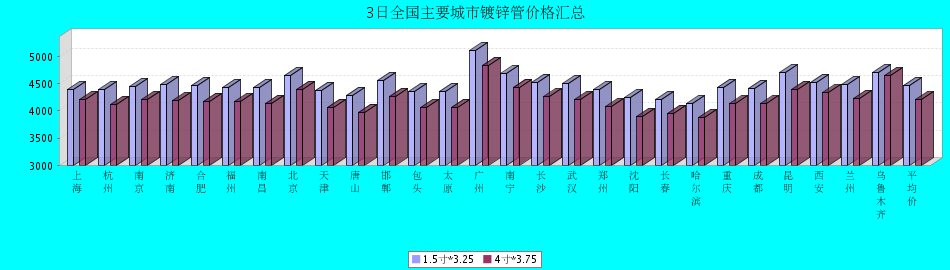 3日全国主要城市镀锌管价格汇总
5000
4500
4000
3500
3000
上海
杭州
南京
济南
合肥
福州
南昌
北京
天津
唐山
邯郸
包头
太原
广州
南宁
长沙
武汉
郑州
沈阳
长春
哈尔滨
重庆
成都
昆明
西安
兰州
乌鲁木齐
平均价
1.5寸*3.25 4寸*3.75